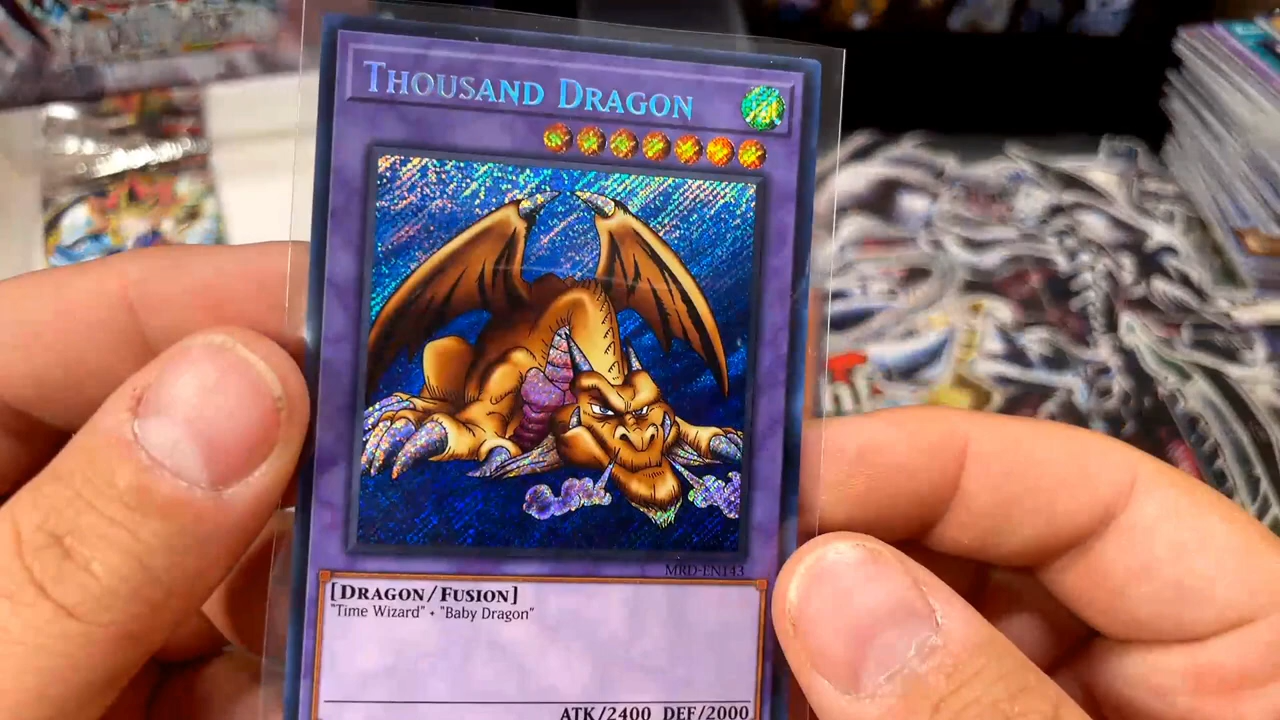 THOUSAND DRAGON
MRD-EN143
[DRAGON/FUSION]
"Time Wizard" + "Baby Dragon"
ATK/2400 DEF/2000